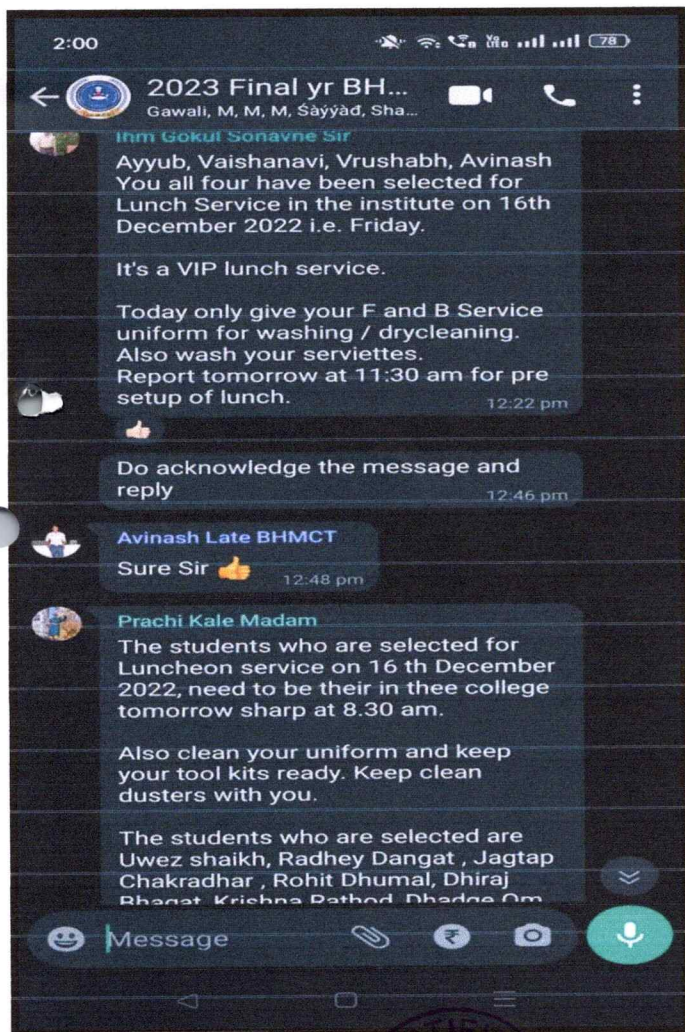 2:00
78
2023 Final yr BH...
Gawali, M, M, M, Śàyyàd, Sha...
Ihm Gokul Sonavne Sir
Ayyub, Vaishanavi, Vrushabh, Avinash
You all four have been selected for
Lunch Service in the institute on 16th
December 2022 i.e. Friday.
It's a VIP lunch service.
Today only give your F and B Service
uniform for washing / drycleaning.
Also wash your serviettes.
Report tomorrow at 11:30 am for pre
setup of lunch.
12:22 pm
Do acknowledge the message and
reply
12:46 pm
Avinash Late BHMCT
Sure Sir 👍
12:48 pm
Prachi Kale Madam
The students who are selected for
Luncheon service on 16 th December
2022, need to be their in thee college
tomorrow sharp at 8.30 am.
Also clean your uniform and keep
your tool kits ready. Keep clean
dusters with you.
The students who are selected are
Uwez shaikh, Radhey Dangat , Jagtap
Chakradhar , Rohit Dhumal, Dhiraj
Bhagat, Krishna Rathod, Dhadge Om
Message